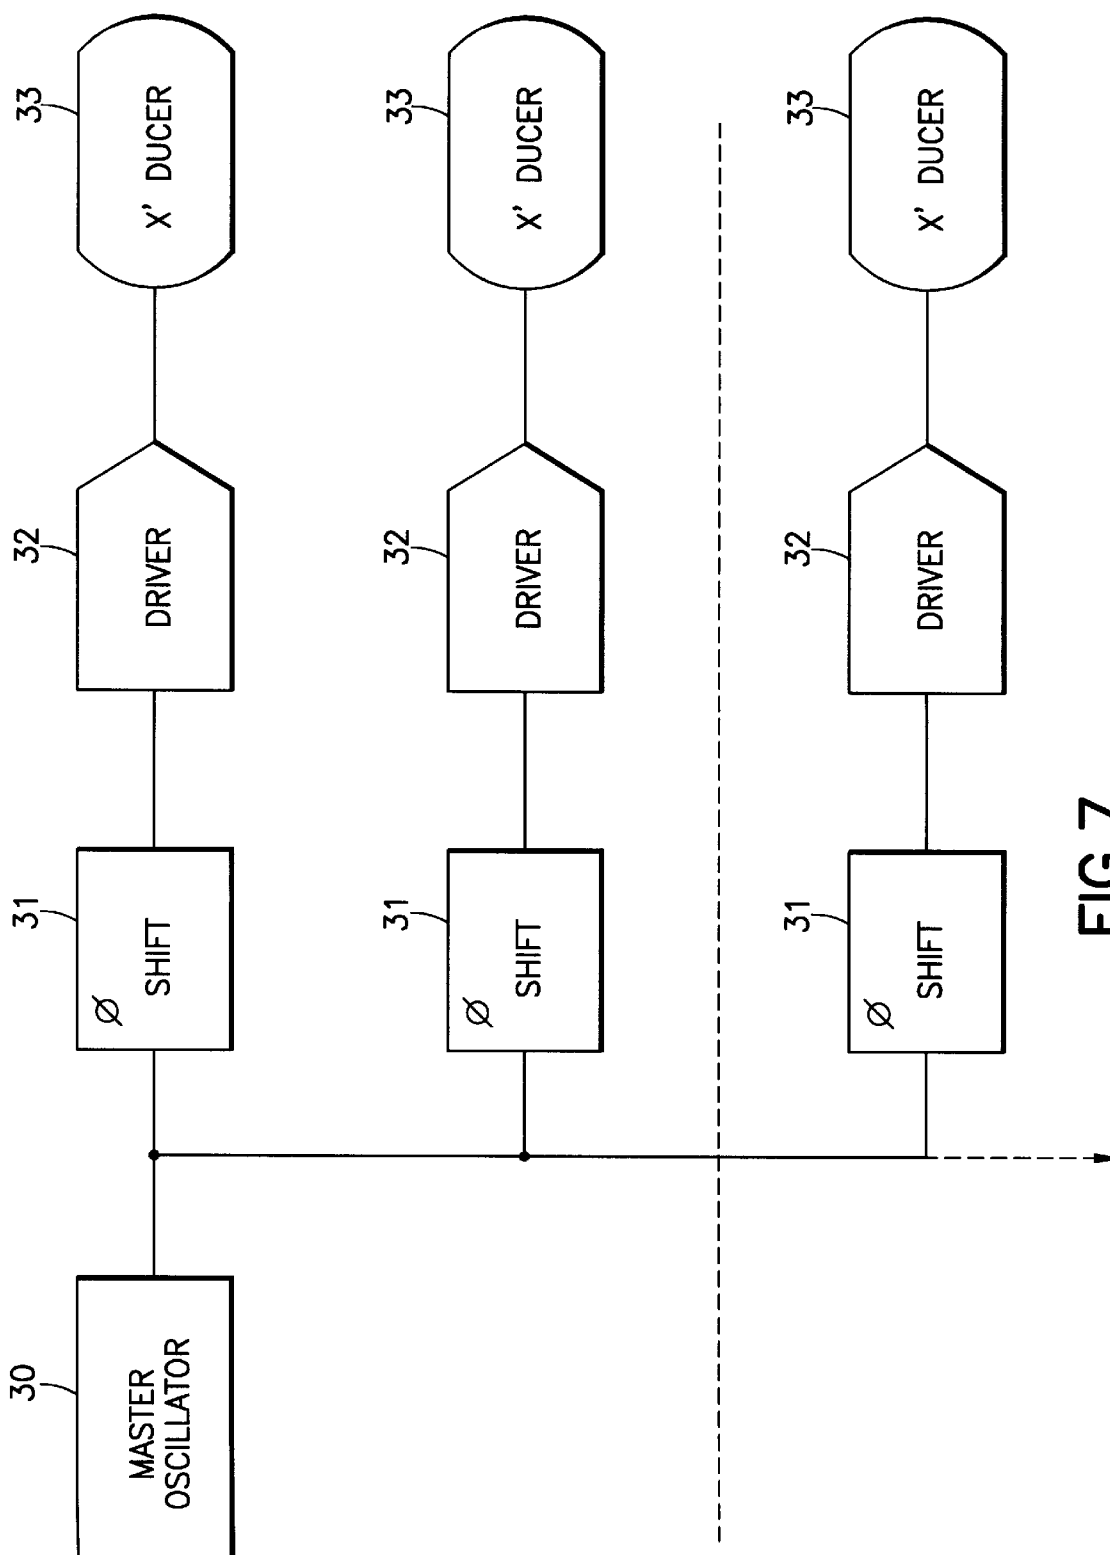 30
MASTER
OSCILLATOR
31
Ø
SHIFT
32
DRIVER
33
X' DUCER
31
Ø
SHIFT
32
DRIVER
33
X' DUCER
31
Ø
SHIFT
32
DRIVER
33
X' DUCER
FIG.7